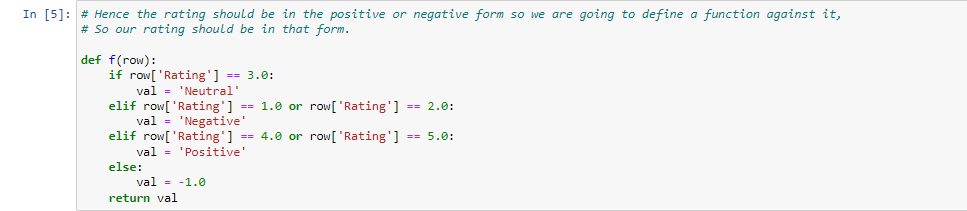 In [5]: # Hence the rating should be in the positive or negative form so we are going to define a function against it,
# So our rating should be in that form.
def f(row):
    if row['Rating'] == 3.0:
        val = 'Neutral'
    elif row['Rating'] == 1.0 or row['Rating'] == 2.0:
        val = 'Negative'
    elif row['Rating'] == 4.0 or row['Rating'] == 5.0:
        val = 'Positive'
    else:
        val = -1.0
    return val